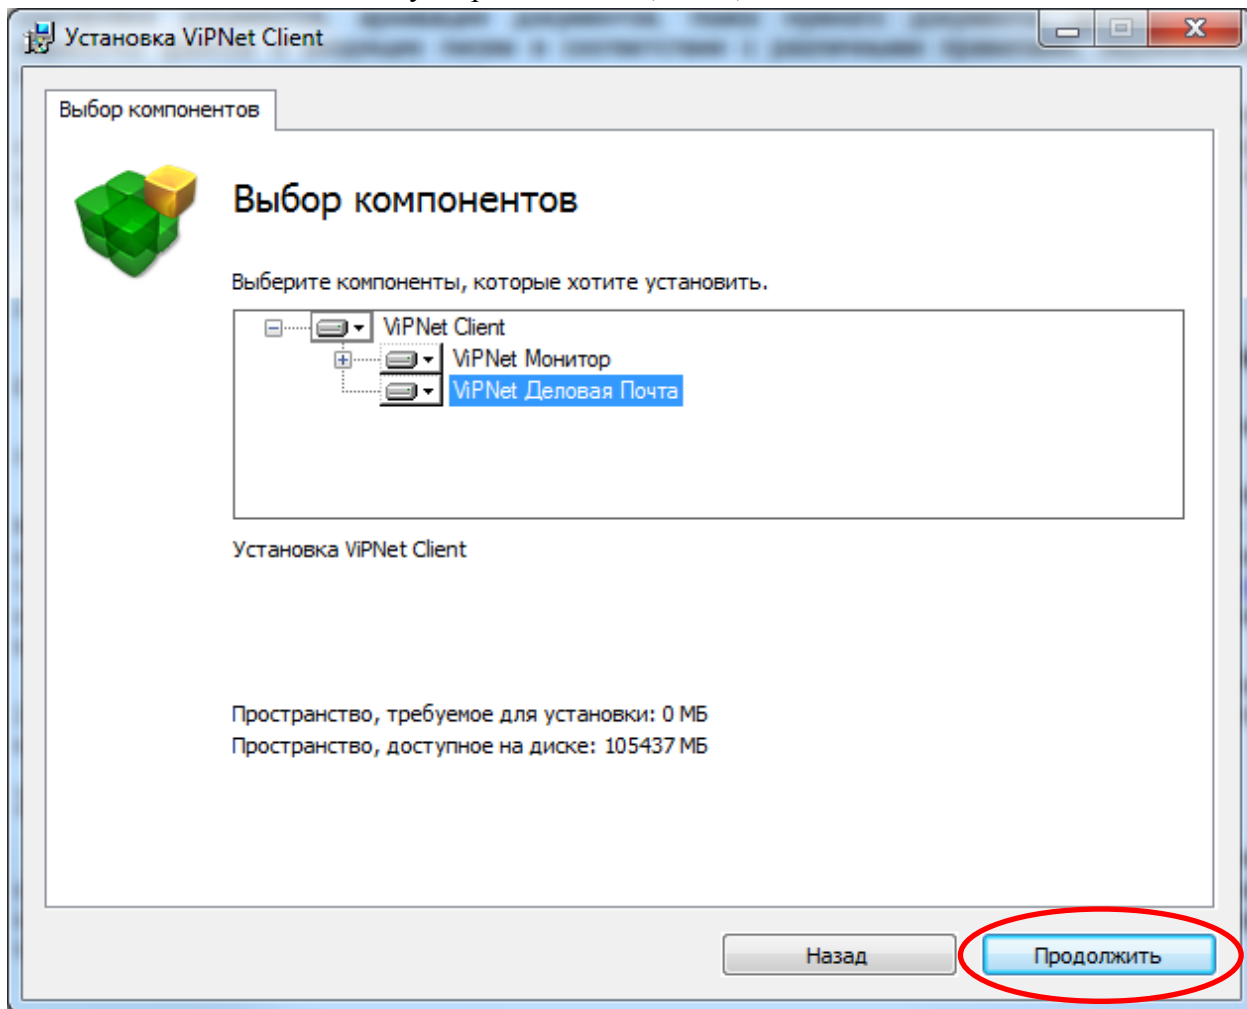 Установка ViPNet Client
Выбор компонентов
Выбор компонентов
Выберите компоненты, которые хотите установить.
ViPNet Client
ViPNet Монитор
ViPNet Деловая Почта
Установка ViPNet Client
Пространство, требуемое для установки: 0 МБ
Пространство, доступное на диске: 105437 МБ
Назад
Продолжить